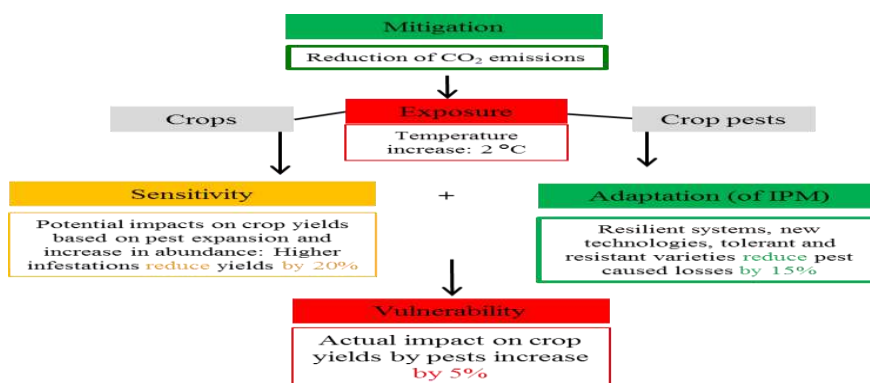 Mitigation
Reduction of CO₂ emissions
Crops
Exposure
Crop pests
Temperature
increase: 2 °C
Sensitivity
+
Adaptation (of IPM)
Potential impacts on crop yields
based on pest expansion and
increase in abundance: Higher
infestations reduce yields by 20%
Resilient systems, new
technologies, tolerant and
resistant varieties reduce pest
caused losses by 15%
Vulnerability
Actual impact on crop
yields by pests increase
by 5%